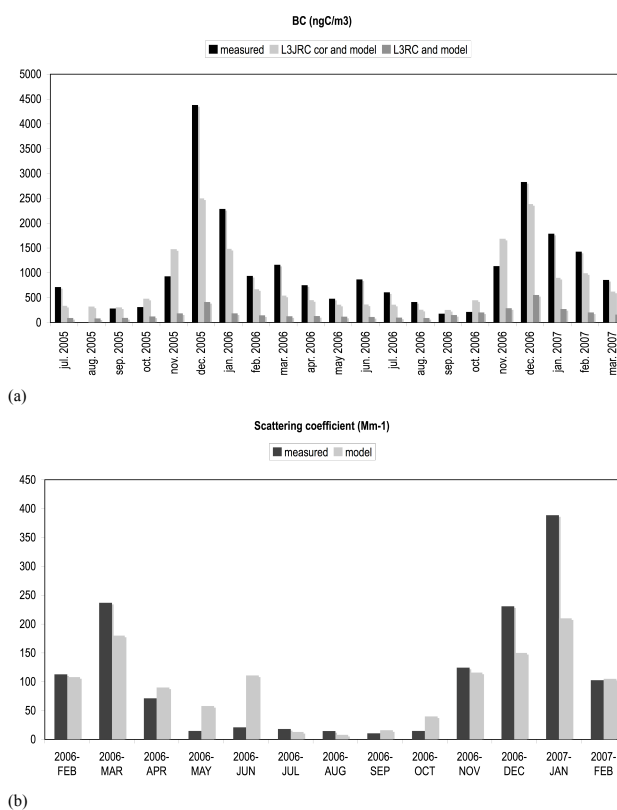 BC (ngC/m3)
measured L3JRC cor and model L3RC and model
5000
4500
4000
3500
3000
2500
2000
1500
1000
500
0
jul. 2005
aug. 2005
sep. 2005
oct. 2005
nov. 2005
dec. 2005
jan. 2006
feb. 2006
mar. 2006
apr. 2006
may 2006
jun. 2006
jul. 2006
aug. 2006
sep. 2006
oct. 2006
nov. 2006
dec. 2006
jan. 2007
feb. 2007
mar. 2007
(a)
Scattering coefficient (Mm-1)
measured model
450
400
350
300
250
200
150
100
50
0
2006- 2006- 2006- 2006- 2006- 2006- 2006- 2006- 2006- 2006- 2006- 2007- 2007-
FEB MAR APR MAY JUN JUL AUG SEP OCT NOV DEC JAN FEB
(b)